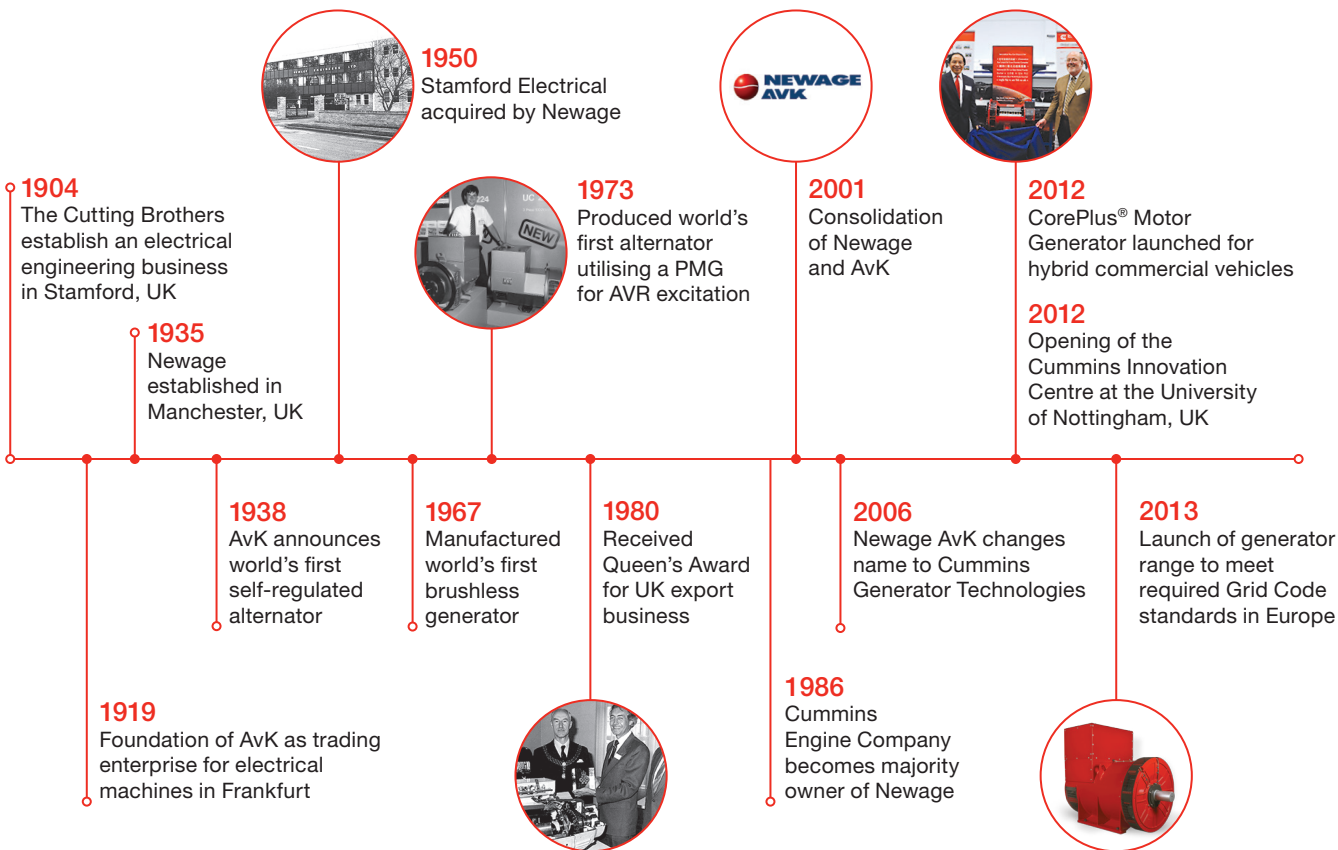 1950
Stamford Electrical
acquired by Newage
NEWAGE
AVK
1904
The Cutting Brothers
establish an electrical
engineering business
in Stamford, UK
224
UC
NEW
1973
Produced world's
first alternator
utilising a PMG
for AVR excitation
2001
Consolidation
of Newage
and AvK
2012
CorePlus® Motor
Generator launched for
hybrid commercial vehicles
1935
Newage
established in
Manchester, UK
2012
Opening of the
Cummins Innovation
Centre at the University
of Nottingham, UK
1938
AvK announces
world's first
self-regulated
alternator
1967
Manufactured
world's first
brushless
generator
1980
Received
Queen's Award
for UK export
business
2006
Newage AvK changes
name to Cummins
Generator Technologies
2013
Launch of generator
range to meet
required Grid Code
standards in Europe
1919
Foundation of AvK as trading
enterprise for electrical
machines in Frankfurt
1986
Cummins
Engine Company
becomes majority
owner of Newage